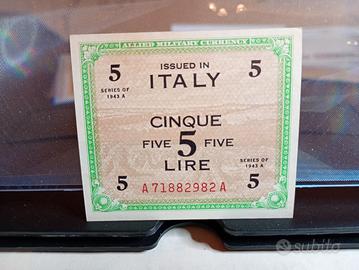 ALLIED MILITARY CURRENCY
5 ISSUED IN 5
ITALY
SERIES OF
1943 A
CINQUE
FIVE 5 FIVE
LIRE
SERIES OF
1943 A
5 A71882982A 5
subito